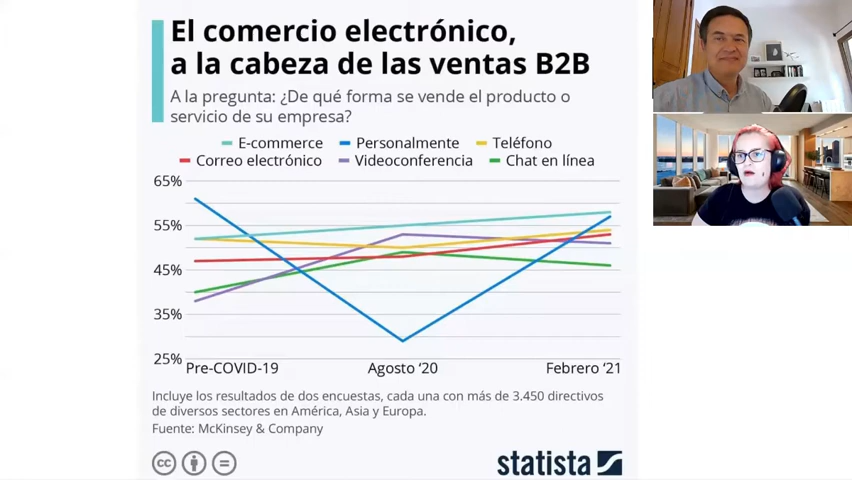 El comercio electrónico,
a la cabeza de las ventas B2B
A la pregunta: ¿De qué forma se vende el producto o
servicio de su empresa?
E-commerce Personalmente Teléfono
Correo electrónico Videoconferencia Chat en línea
65%
55%
45%
35%
25%
Pre-COVID-19 Agosto ‘20 Febrero ‘21
Incluye los resultados de dos encuestas, cada una con más de 3.450 directivos
de diversos sectores en América, Asia y Europa.
Fuente: McKinsey & Company
cc
statista